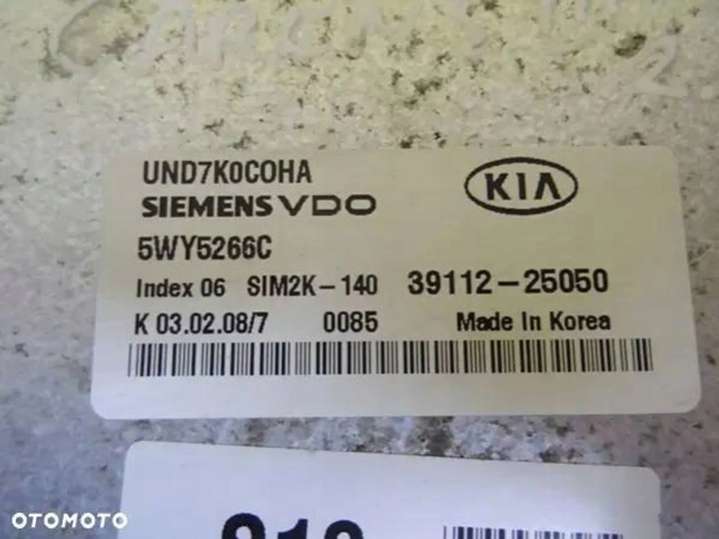 UND7K0COHA
KIA
SIEMENS VDO
5WY5266C
Index 06 SIM2K-140 39112-25050
K 03.02.08/7 0085 Made In Korea
OTOMOTO